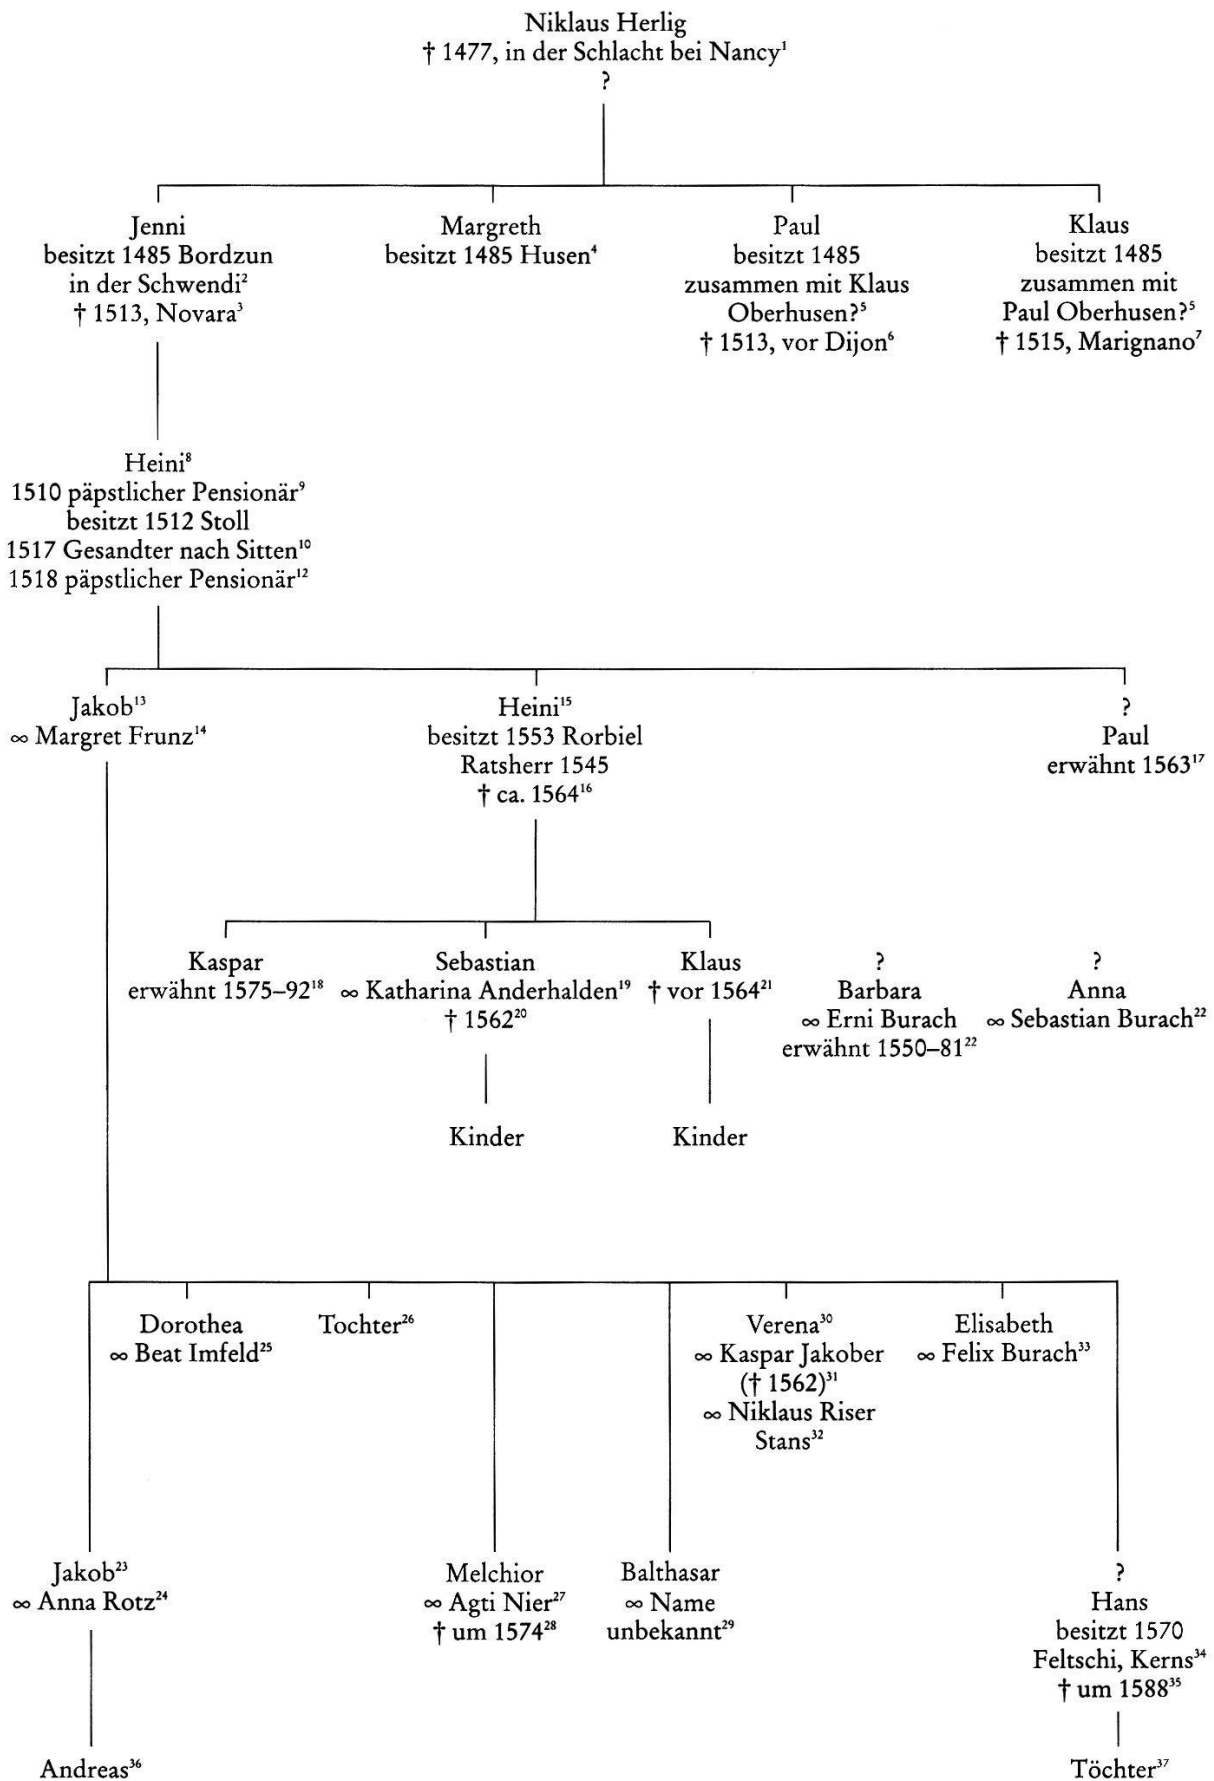 Niklaus Herlig
† 1477, in der Schlacht bei Nancy¹
?
Jenni
besitzt 1485 Bordzun
in der Schwendi²
† 1513, Novara³
Margreth
besitzt 1485 Husen⁴
Paul
besitzt 1485
zusammen mit Klaus
Oberhusen?⁵
† 1513, vor Dijon⁶
Klaus
besitzt 1485
zusammen mit
Paul Oberhusen?⁵
† 1515, Marignano⁷
Heini⁸
1510 päpstlicher Pensionär⁹
besitzt 1512 Stoll
1517 Gesandter nach Sitten¹⁰
1518 päpstlicher Pensionär¹²
Jakob¹³
∞ Margret Frunz¹⁴
Heini¹⁵
besitzt 1553 Rorbiel
Ratsherr 1545
† ca. 1564¹⁶
?
Paul
erwähnt 1563¹⁷
Kaspar
erwähnt 1575–92¹⁸
Sebastian
∞ Katharina Anderhalden¹⁹
† 1562²⁰
Klaus
† vor 1564²¹
?
Barbara
∞ Erni Burach
erwähnt 1550–81²²
?
Anna
∞ Sebastian Burach²²
Kinder
Kinder
Dorothea
∞ Beat Imfeld²⁵
Tochter²⁶
Verena³⁰
∞ Kaspar Jakober
(† 1562)³¹
∞ Niklaus Riser
Stans³²
Elisabeth
∞ Felix Burach³³
Jakob²³
∞ Anna Rotz²⁴
Melchior
∞ Agti Nier²⁷
† um 1574²⁸
Balthasar
∞ Name
unbekannt²⁹
?
Hans
besitzt 1570
Feltschi, Kerns³⁴
† um 1588³⁵
Andreas³⁶
Töchter³⁷